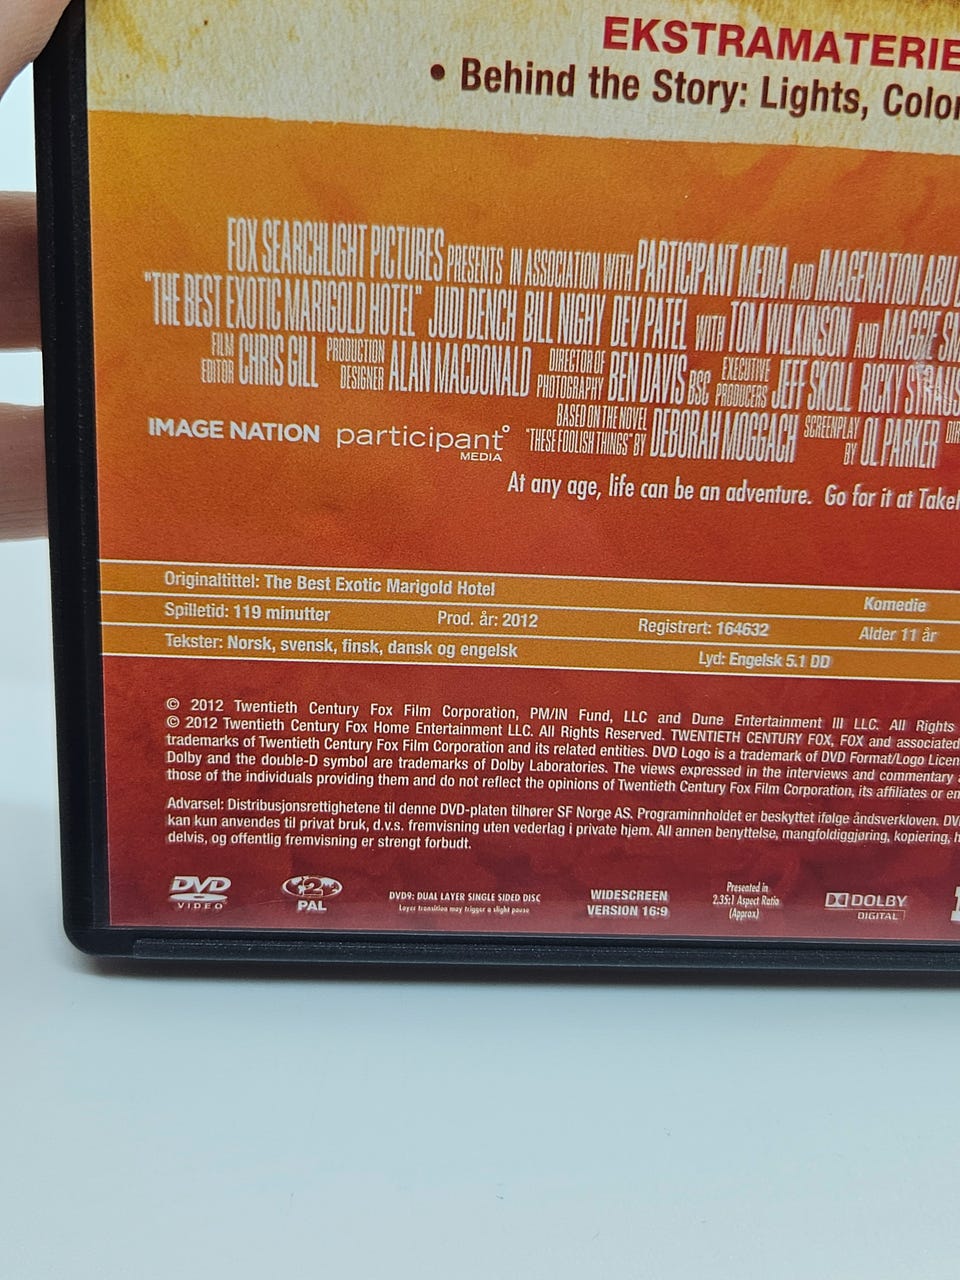 EKSTRAMATERIE
• Behind the Story: Lights, Color
FOX SEARCHLIGHT PICTURES PRESENTS IN ASSOCIATION WITH PARTICIPANT MEDIA AND IMAGENATION ABU
"THE BEST EXOTIC MARIGOLD HOTEL" JUDI DENCH BILL NIGHY DEV PATEL WITH TOM WILKINSON AND MAGGIE SM
FILM EDITOR CHRIS GILL PRODUCTION DESIGNER ALAN MACDONALD DIRECTOR OF PHOTOGRAPHY BEN DAVIS BSC EXECUTIVE PRODUCERS JEFF SKOLL RICKY STRAUS
BASED ON THE NOVEL "THESE FOOLISH THINGS" BY DEBORAH MOGGACH SCREENPLAY BY OL PARKER DIR
IMAGE NATION participant MEDIA
At any age, life can be an adventure. Go for it at Take
Originaltittel: The Best Exotic Marigold Hotel
Komedie
Spilletid: 119 minutter Prod. år: 2012 Registrert: 164632 Alder 11 år
Tekster: Norsk, svensk, finsk, dansk og engelsk Lyd: Engelsk 5.1 DD
© 2012 Twentieth Century Fox Film Corporation, PM/IN Fund, LLC and Dune Entertainment III LLC. All Rights
© 2012 Twentieth Century Fox Home Entertainment LLC. All Rights Reserved. TWENTIETH CENTURY FOX, FOX and associated
trademarks of Twentieth Century Fox Film Corporation and its related entities. DVD Logo is a trademark of DVD Format/Logo Licen
Dolby and the double-D symbol are trademarks of Dolby Laboratories. The views expressed in the interviews and commentary
those of the individuals providing them and do not reflect the opinions of Twentieth Century Fox Film Corporation, its affiliates or em
Advarsel: Distribusjonsrettighetene til denne DVD-platen tilhører SF Norge AS. Programinnholdet er beskyttet ifølge åndsverkloven. DV
kan kun anvendes til privat bruk, d.v.s. fremvisning uten vederlag i private hjem. All annen benyttelse, mangfoldiggjøring, kopiering, h
delvis, og offentlig fremvisning er strengt forbudt.
DVD VIDEO
2 PAL
DVD9: DUAL LAYER SINGLE SIDED DISC
Layer transition may trigger a slight pause
WIDESCREEN
VERSION 16:9
Presented in
2.35:1 Aspect Ratio
(Approx)
DOLBY
DIGITAL